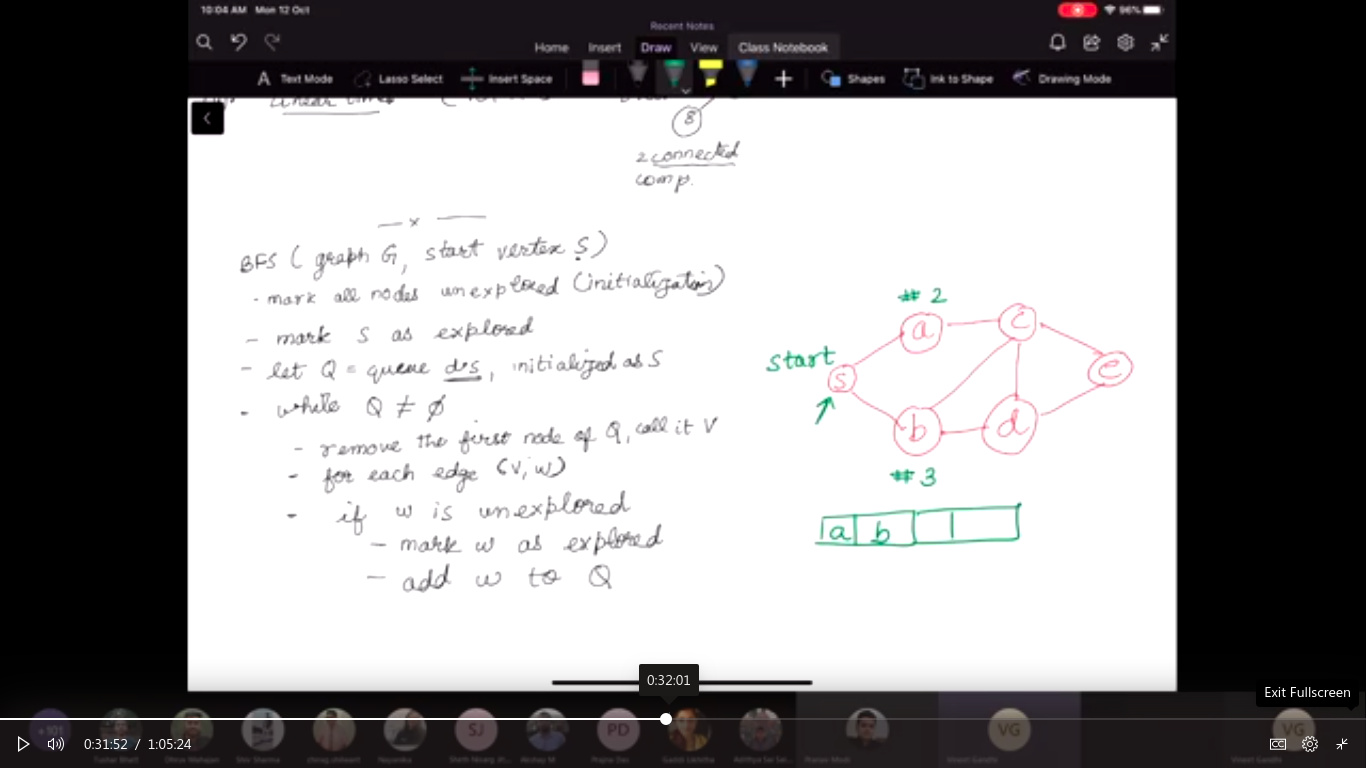 10:04 AM Mon 12 Oct
96%
Recent Notes
Home Insert Draw View Class Notebook
Text Mode Lasso Select Insert Space Shapes Ink to Shape Drawing Mode
Linear time
8
2 connected
comp.
BFS ( graph G, start vertex S)
- mark all nodes unexplored (initialization)
- mark S as explored
- let Q = queue d.s, initialized as S
- while Q ≠ ∅
- remove the first node of Q, call it V
- for each edge (v, w)
- if w is unexplored
- mark w as explored
- add w to Q
# 2
a
c
start
s
e
b
d
# 3
a b
0:32:01
Exit Fullscreen
SJ
PD
VG
VG
0:31:52 / 1:05:24
CC